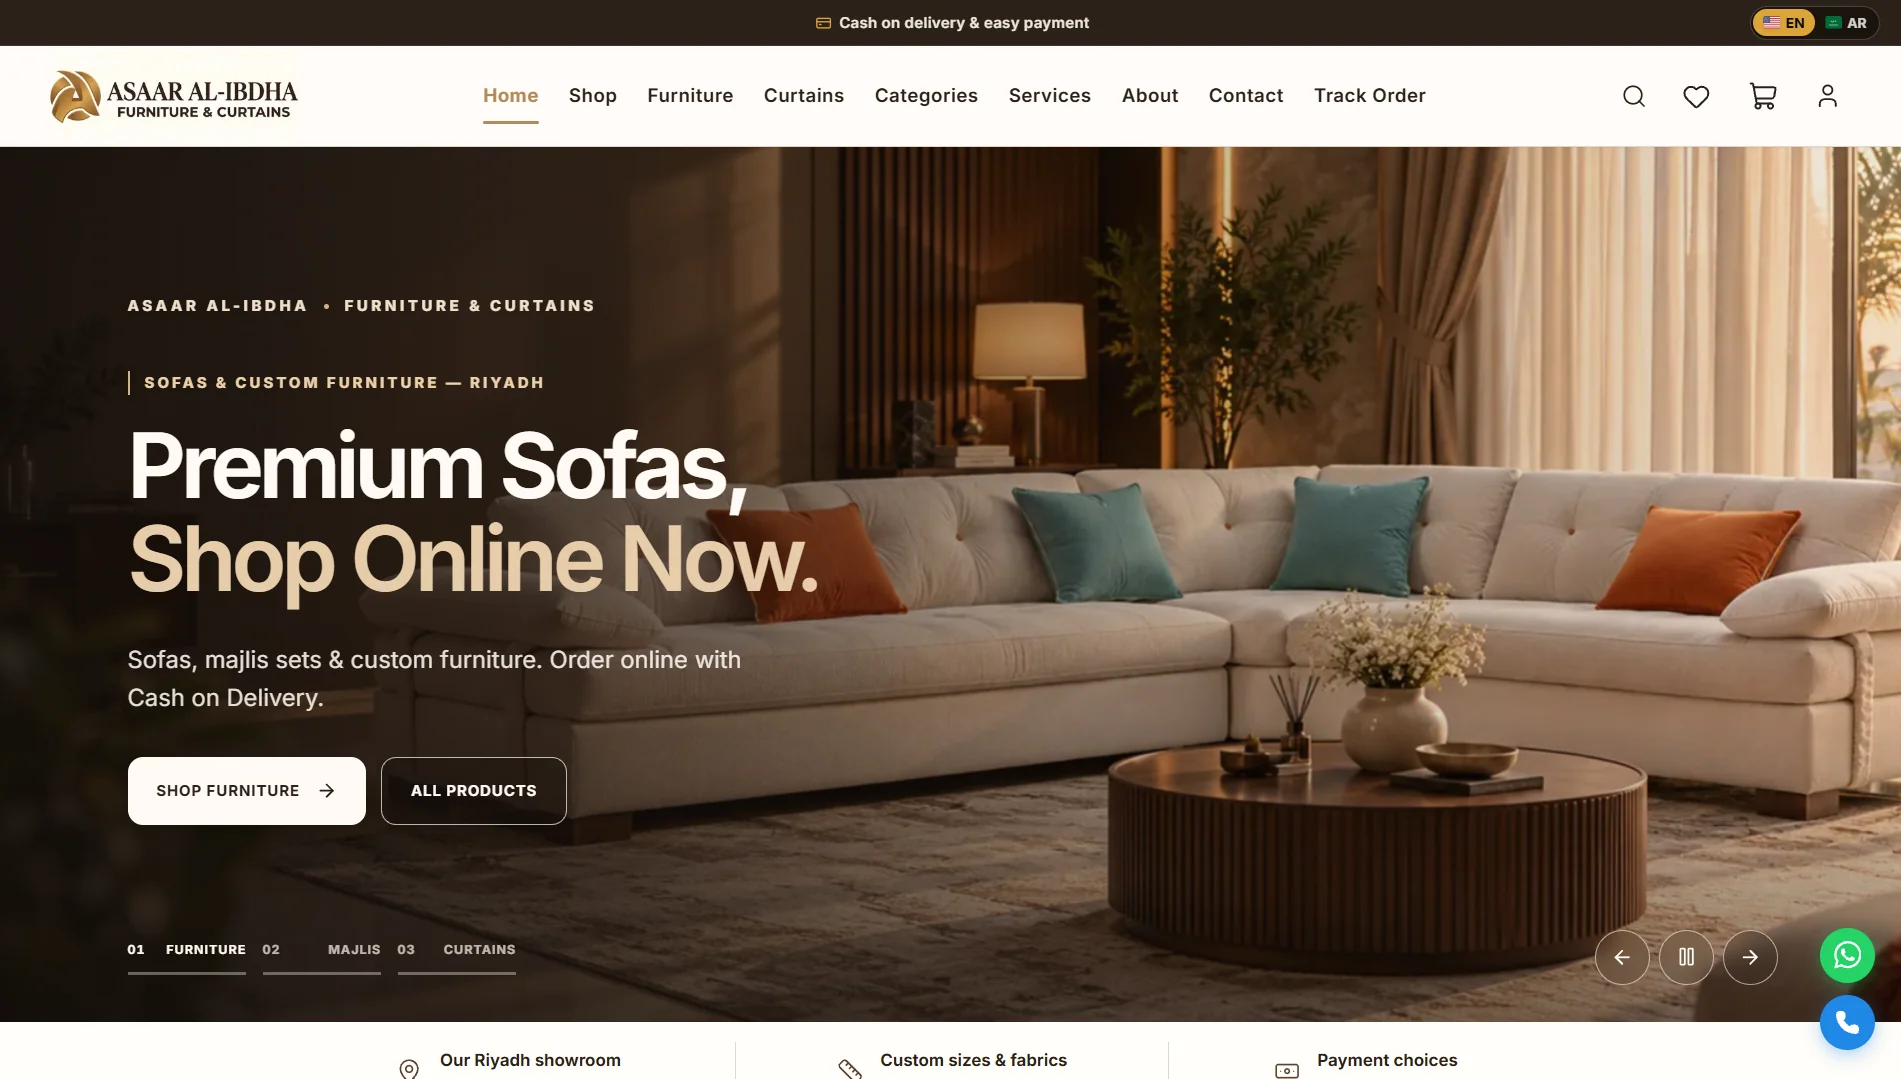 Cash on delivery & easy payment
EN
AR
ASAAR AL-IBDHA
FURNITURE & CURTAINS
Home
Shop
Furniture
Curtains
Categories
Services
About
Contact
Track Order
ASAAR AL-IBDHA • FURNITURE & CURTAINS
SOFAS & CUSTOM FURNITURE — RIYADH
Premium Sofas,
Shop Online Now.
Sofas, majlis sets & custom furniture. Order online with
Cash on Delivery.
SHOP FURNITURE
ALL PRODUCTS
01 FURNITURE
02 MAJLIS
03 CURTAINS
Our Riyadh showroom
Custom sizes & fabrics
Payment choices